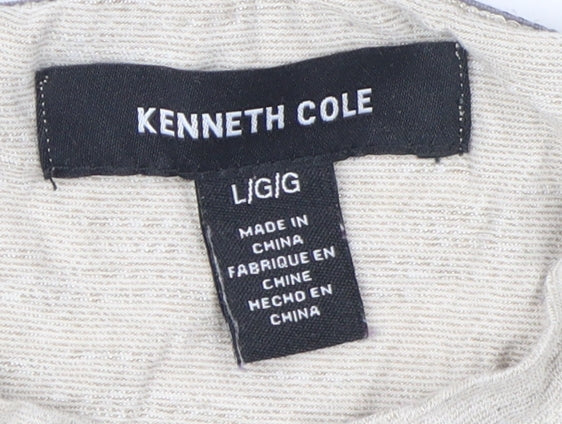 KENNETH COLE
L/G/G
MADE IN
CHINA
FABRIQUE EN
CHINE
HECHO EN
CHINA